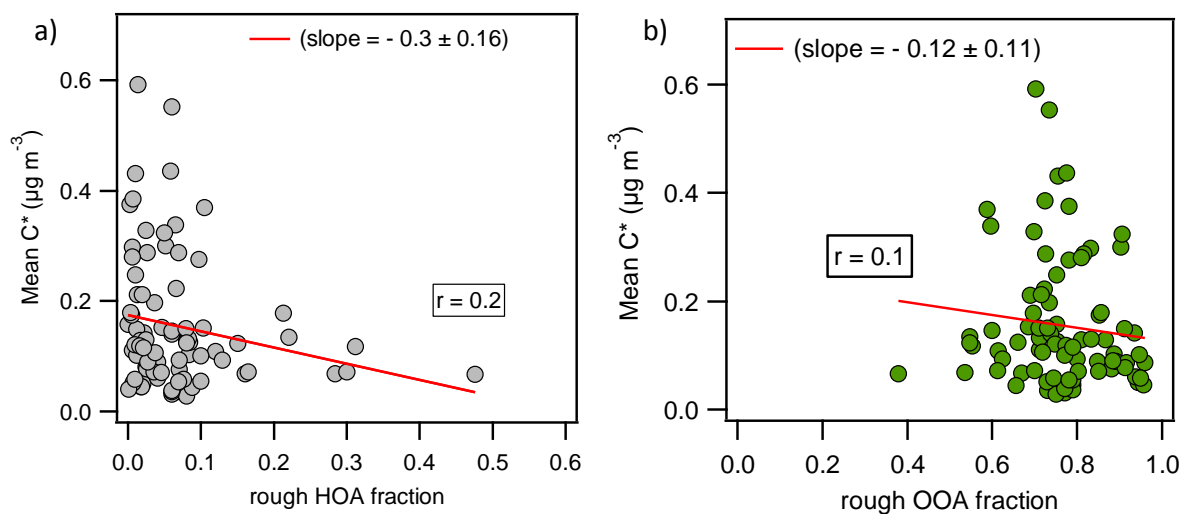 a)
(slope = - 0.3 ± 0.16)
Mean C* (µg m⁻³)
0.6
0.4
0.2
0.0
r = 0.2
0.0 0.1 0.2 0.3 0.4 0.5 0.6
rough HOA fraction
b)
(slope = - 0.12 ± 0.11)
Mean C* (µg m⁻³)
0.6
0.4
0.2
0.0
r = 0.1
0.0 0.2 0.4 0.6 0.8 1.0
rough OOA fraction